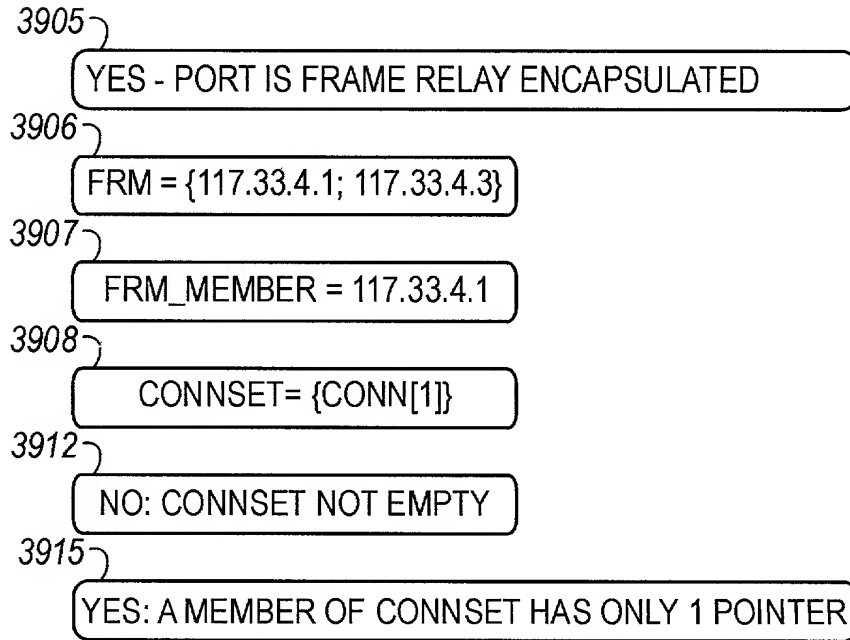 3905
YES - PORT IS FRAME RELAY ENCAPSULATED
3906
FRM = {117.33.4.1; 117.33.4.3}
3907
FRM_MEMBER = 117.33.4.1
3908
CONNSET= {CONN[1]}
3912
NO: CONNSET NOT EMPTY
3915
YES: A MEMBER OF CONNSET HAS ONLY 1 POINTER